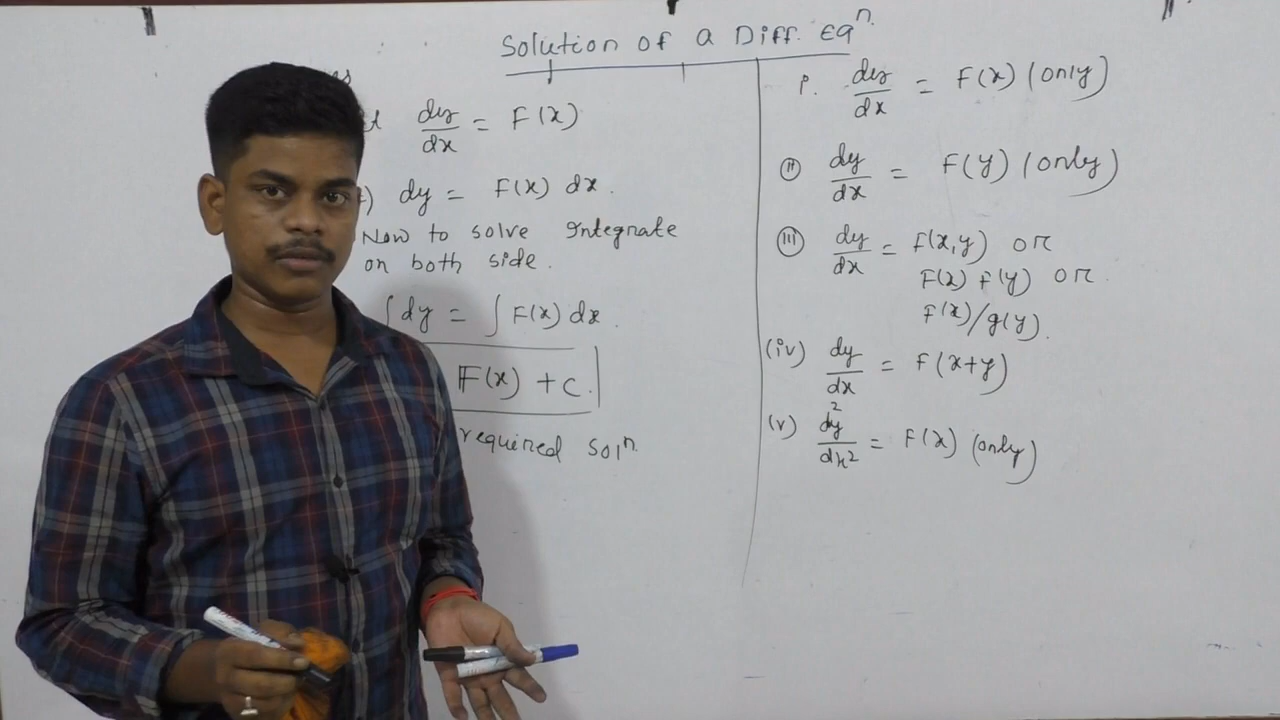 Solution of a Diff. Eqⁿ.
dy/dx = F(x)
dy = F(x) dx.
Now to solve Integrate
on both side.
∫dy = ∫ F(x) dx.
F(x) + c.
required solⁿ.
i. dy/dx = F(x) (only)
(ii) dy/dx = F(y) (only)
(iii) dy/dx = F(x,y) or
F(x) F(y) or
F(x)/g(y).
(iv) dy/dx = F(x+y)
(v) d²y/dx² = F(x) (only)